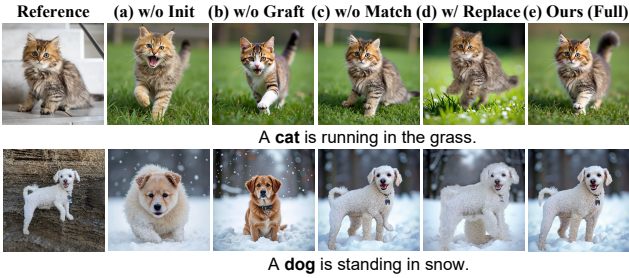 Reference (a) w/o Init (b) w/o Graft (c) w/o Match (d) w/ Replace (e) Ours (Full)
A cat is running in the grass.
A dog is standing in snow.